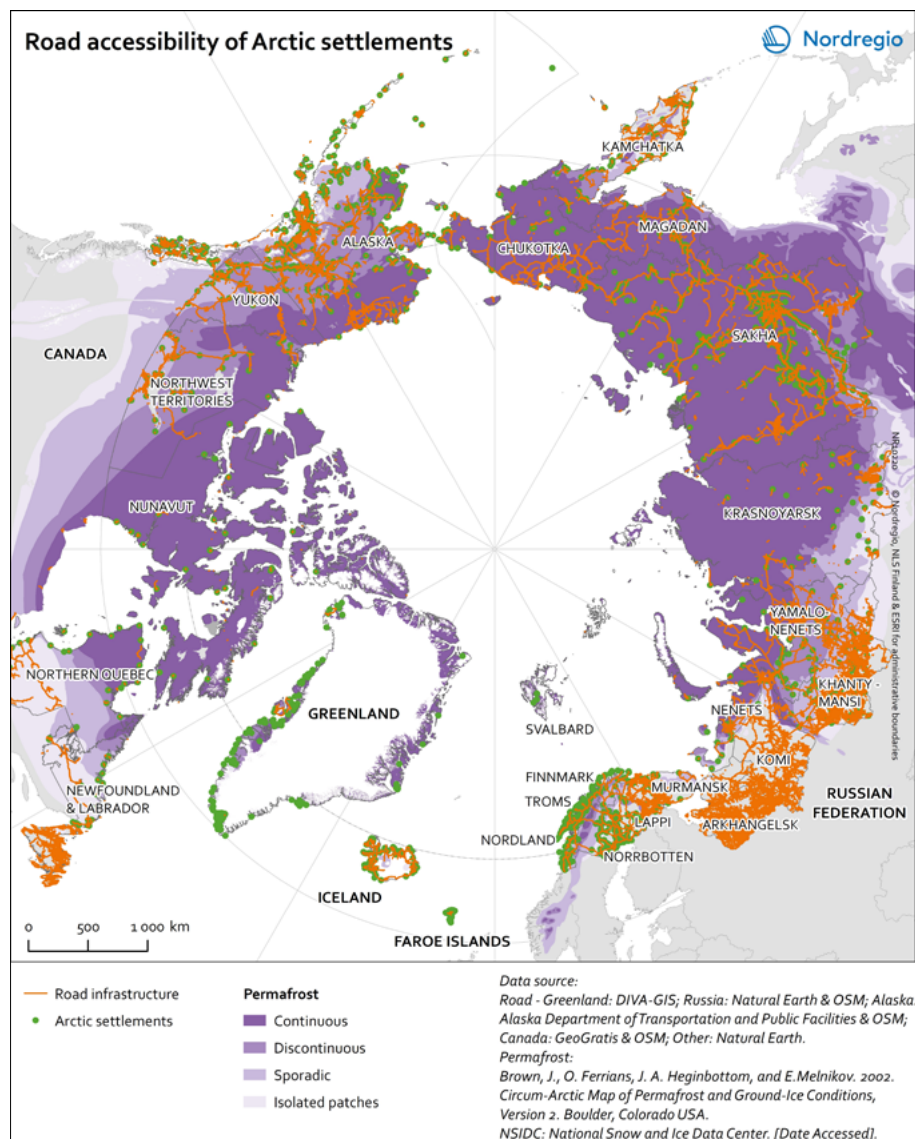 Road accessibility of Arctic settlements
Nordregio
KAMCHATKA
MAGADAN
CHUKOTKA
ALASKA
YUKON
SAKHA
CANADA
NORTHWEST
TERRITORIES
NR10220 © Nordregio, NLS Finland & ESRI for administrative boundaries
NUNAVUT
KRASNOYARSK
YAMALO-
NENETS
NORTHERN QUEBEC
KHANTY -
MANSI
GREENLAND
NENETS
SVALBARD
KOMI
FINNMARK
MURMANSK
NEWFOUNDLAND
& LABRADOR
TROMS
RUSSIAN
FEDERATION
LAPPI
ARKHANGELSK
NORDLAND
NORRBOTTEN
ICELAND
FAROE ISLANDS
0 500 1 000 km
Road infrastructure
Arctic settlements
Permafrost
Continuous
Discontinuous
Sporadic
Isolated patches
Data source:
Road - Greenland: DIVA-GIS; Russia: Natural Earth & OSM; Alaska:
Alaska Department of Transportation and Public Facilities & OSM;
Canada: GeoGratis & OSM; Other: Natural Earth.
Permafrost:
Brown, J., O. Ferrians, J. A. Heginbottom, and E.Melnikov. 2002.
Circum-Arctic Map of Permafrost and Ground-Ice Conditions,
Version 2. Boulder, Colorado USA.
NSIDC: National Snow and Ice Data Center. [Date Accessed].